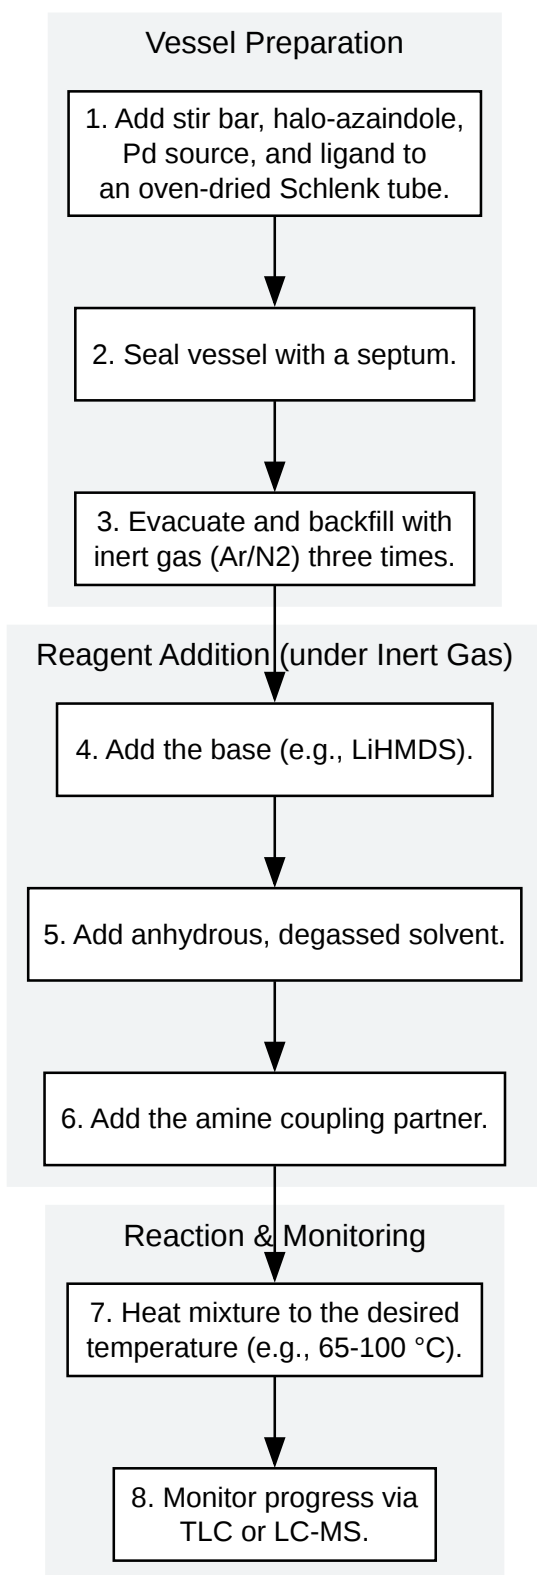 Vessel Preparation
1. Add stir bar, halo-azaindole,
Pd source, and ligand to
an oven-dried Schlenk tube.
2. Seal vessel with a septum.
3. Evacuate and backfill with
inert gas (Ar/N2) three times.
Reagent Addition (under Inert Gas)
4. Add the base (e.g., LiHMDS).
5. Add anhydrous, degassed solvent.
6. Add the amine coupling partner.
Reaction & Monitoring
7. Heat mixture to the desired
temperature (e.g., 65-100 °C).
8. Monitor progress via
TLC or LC-MS.